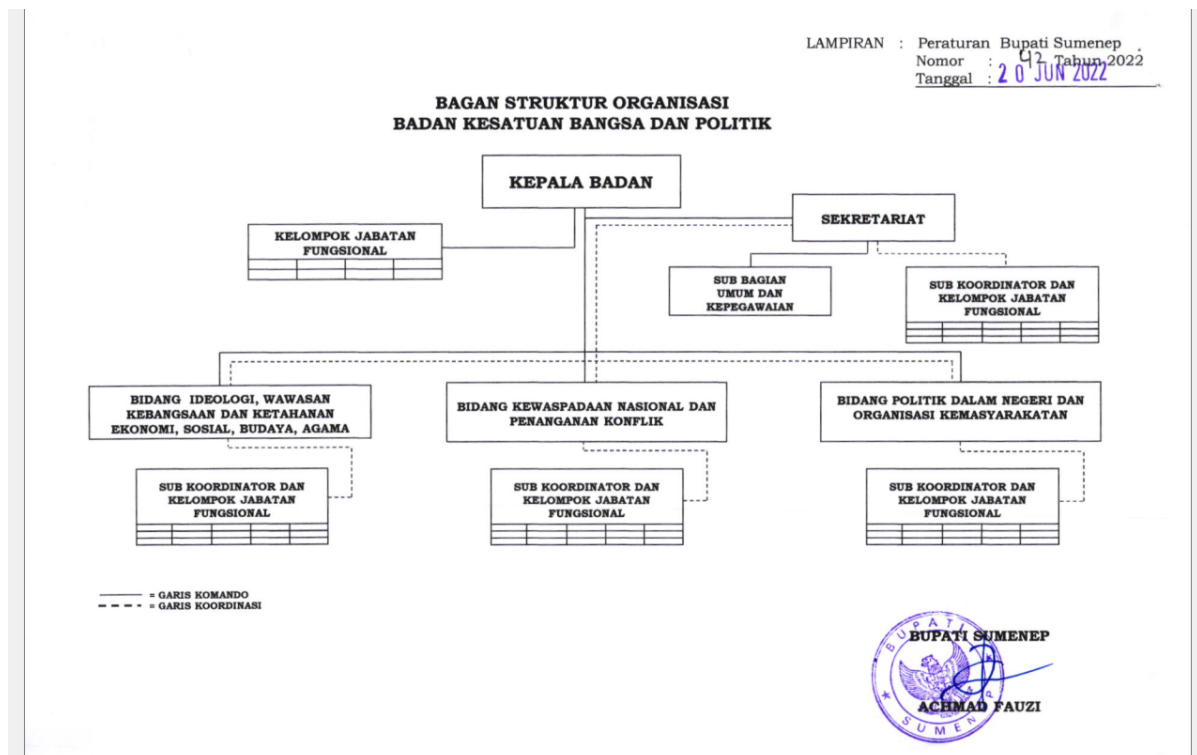 LAMPIRAN : Peraturan Bupati Sumenep
Nomor : 42 Tahun 2022
Tanggal : 20 JUN 2022
BAGAN STRUKTUR ORGANISASI
BADAN KESATUAN BANGSA DAN POLITIK
KEPALA BADAN
SEKRETARIAT
KELOMPOK JABATAN
FUNGSIONAL
SUB BAGIAN
UMUM DAN
KEPEGAWAIAN
SUB KOORDINATOR DAN
KELOMPOK JABATAN
FUNGSIONAL
BIDANG IDEOLOGI, WAWASAN
KEBANGSAAN DAN KETAHANAN
EKONOMI, SOSIAL, BUDAYA, AGAMA
BIDANG KEWASPADAAN NASIONAL DAN
PENANGANAN KONFLIK
BIDANG POLITIK DALAM NEGERI DAN
ORGANISASI KEMASYARAKATAN
SUB KOORDINATOR DAN
KELOMPOK JABATAN
FUNGSIONAL
SUB KOORDINATOR DAN
KELOMPOK JABATAN
FUNGSIONAL
SUB KOORDINATOR DAN
KELOMPOK JABATAN
FUNGSIONAL
= GARIS KOMANDO
= GARIS KOORDINASI
BUPATI SUMENEP
ACHMAD FAUZI
BUPATI
SUMENEP